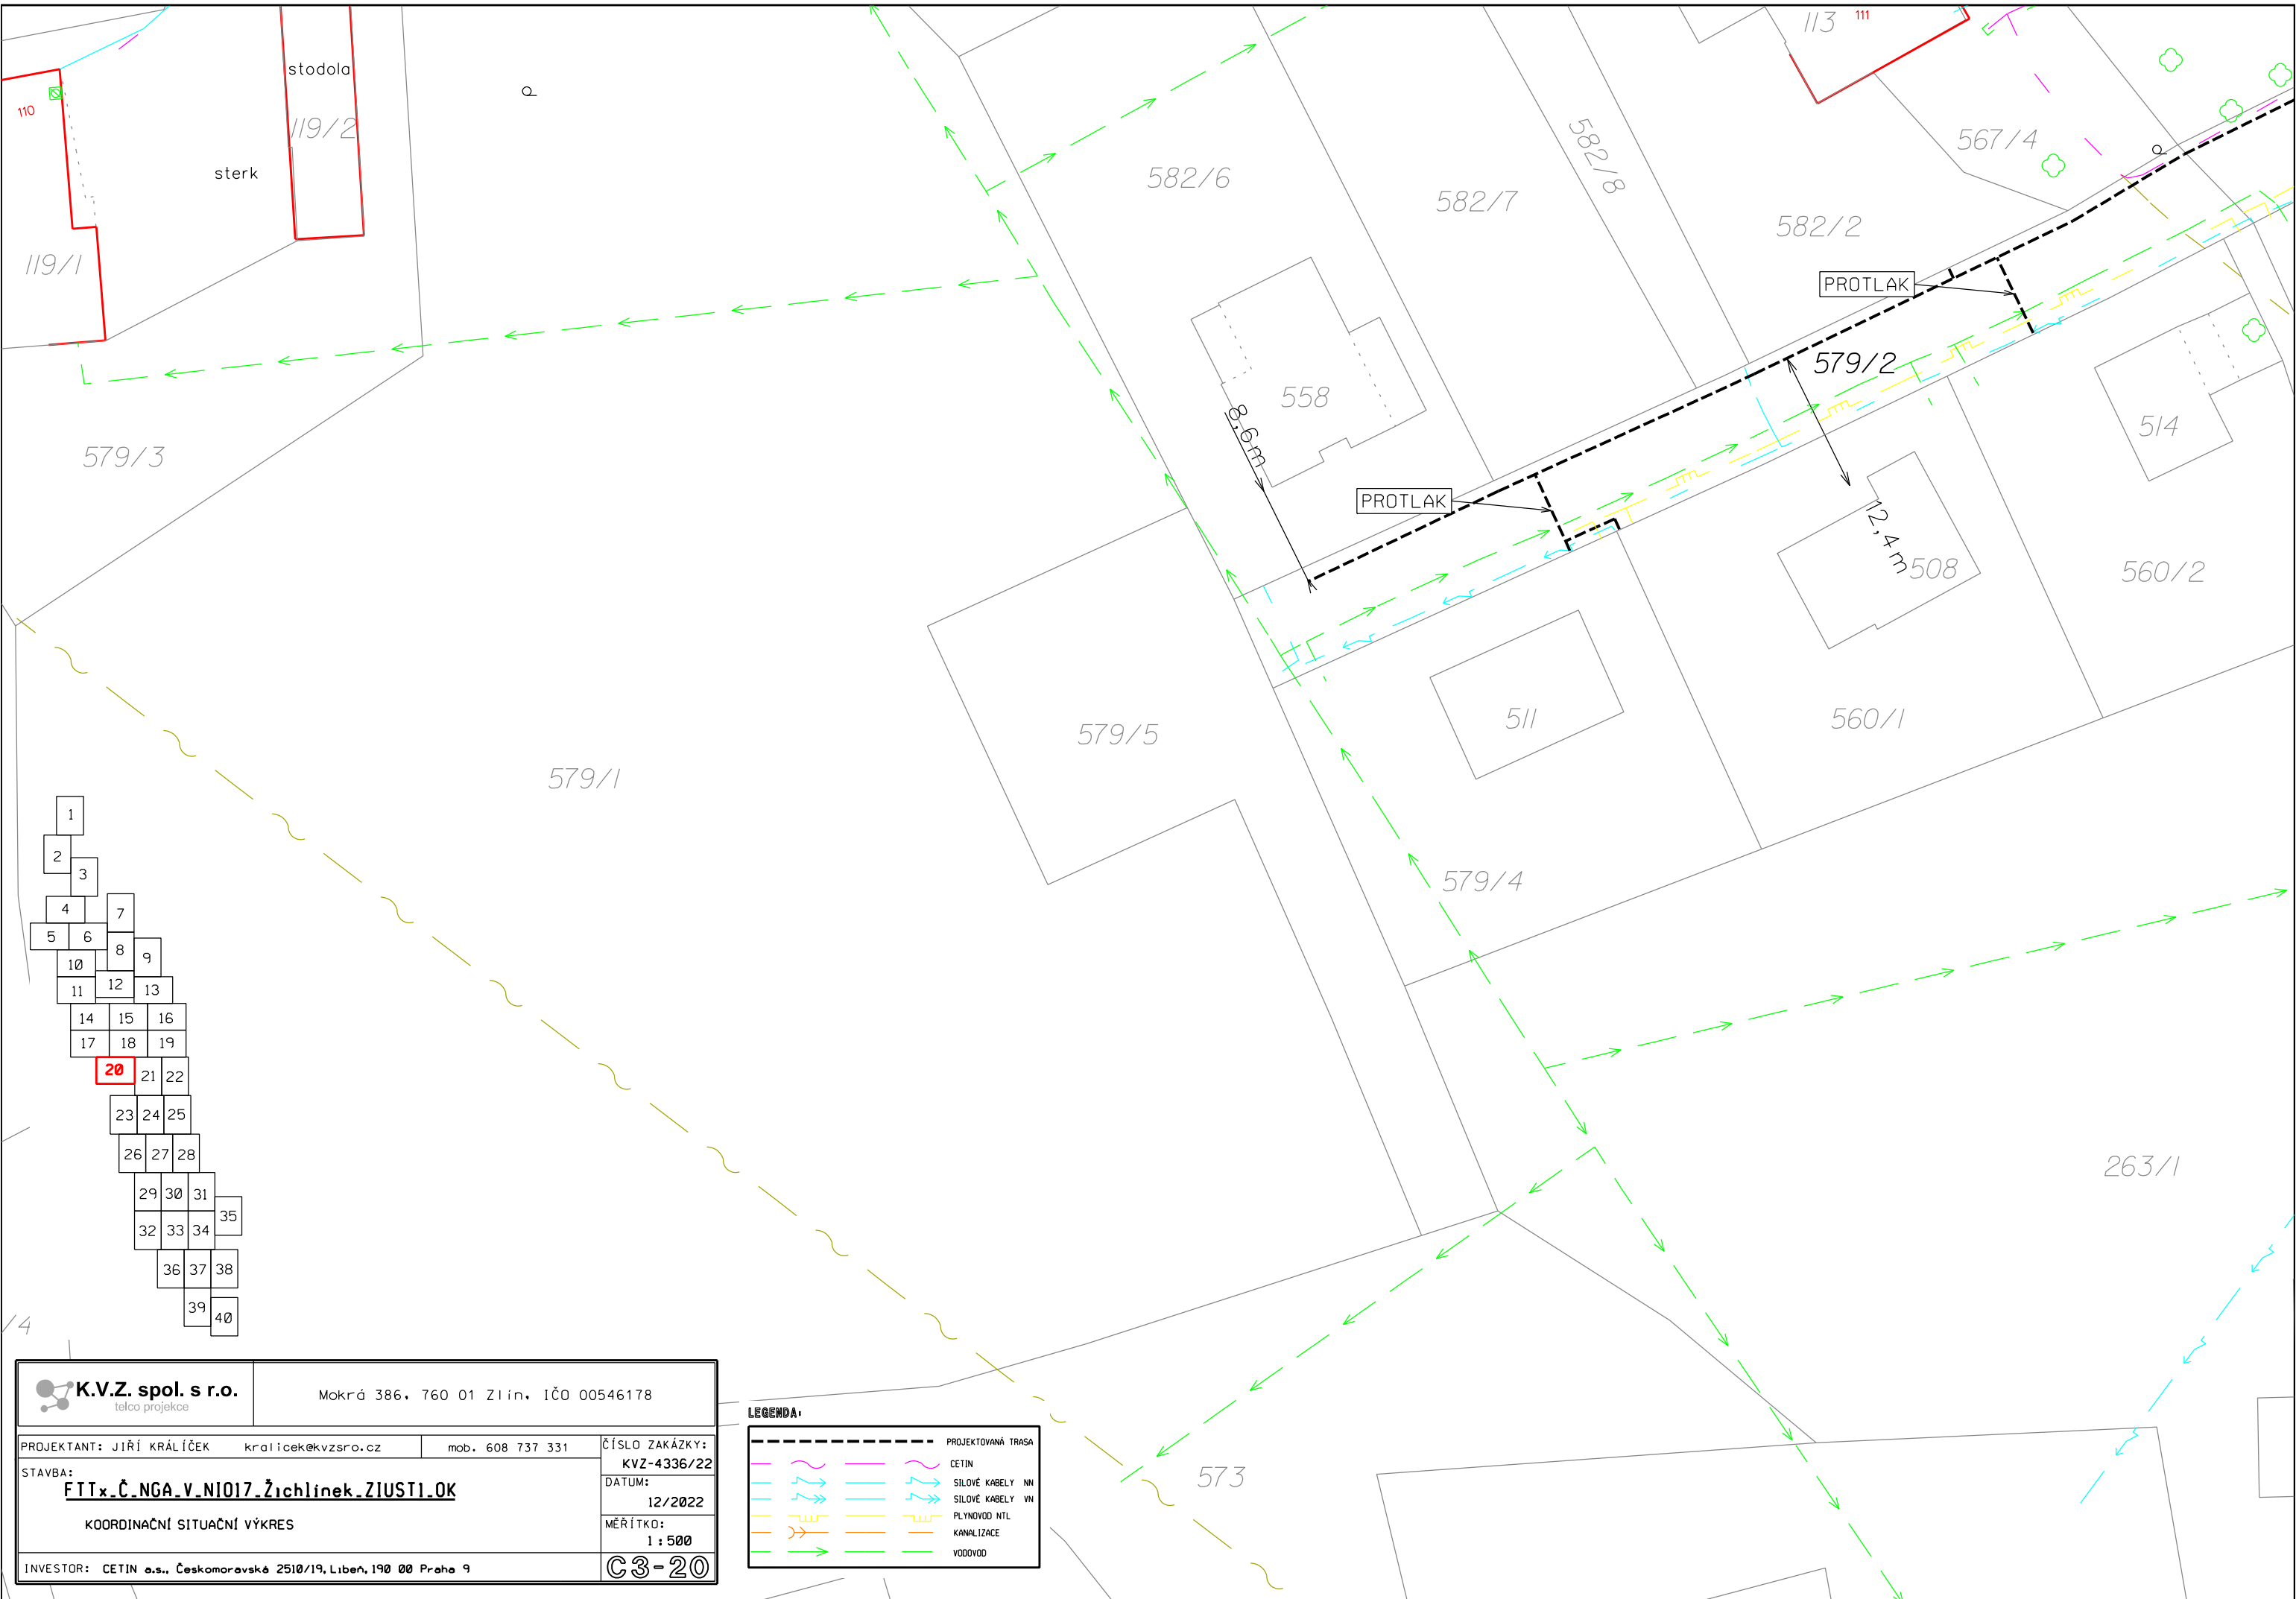 113
111
stodola
110
119/2
sterk
119/1
567/4
582/6
582/7
582/8
582/2
PROTLAK
579/2
558
8,6m
514
579/3
PROTLAK
12,4m
508
560/2
511
560/1
579/5
579/1
579/4
263/1
573
/4
1
2
3
4
7
5
6
8
9
10
12
11
13
14
15
16
17
18
19
20
21
22
23
24
25
26
27
28
29
30
31
35
32
33
34
36
37
38
39
40
K.V.Z. spol. s r.o.
telco projekce
Mokrá 386, 760 01 Zlín, IČO 00546178
PROJEKTANT: JIŘÍ KRÁLÍČEK kralicek@kvzsro.cz mob. 608 737 331
ČÍSLO ZAKÁZKY:
KVZ-4336/22
STAVBA:
FTTx_Č_NGA_V_NI017_Žichlínek_ZIUST1_OK
KOORDINAČNÍ SITUAČNÍ VÝKRES
DATUM:
12/2022
MĚŘÍTKO:
1:500
INVESTOR: CETIN a.s., Českomoravská 2510/19, Libeň, 190 00 Praha 9
C3-20
LEGENDA:
PROJEKTOVANÁ TRASA
CETIN
SILOVÉ KABELY NN
SILOVÉ KABELY VN
PLYNOVOD NTL
KANALIZACE
VODOVOD